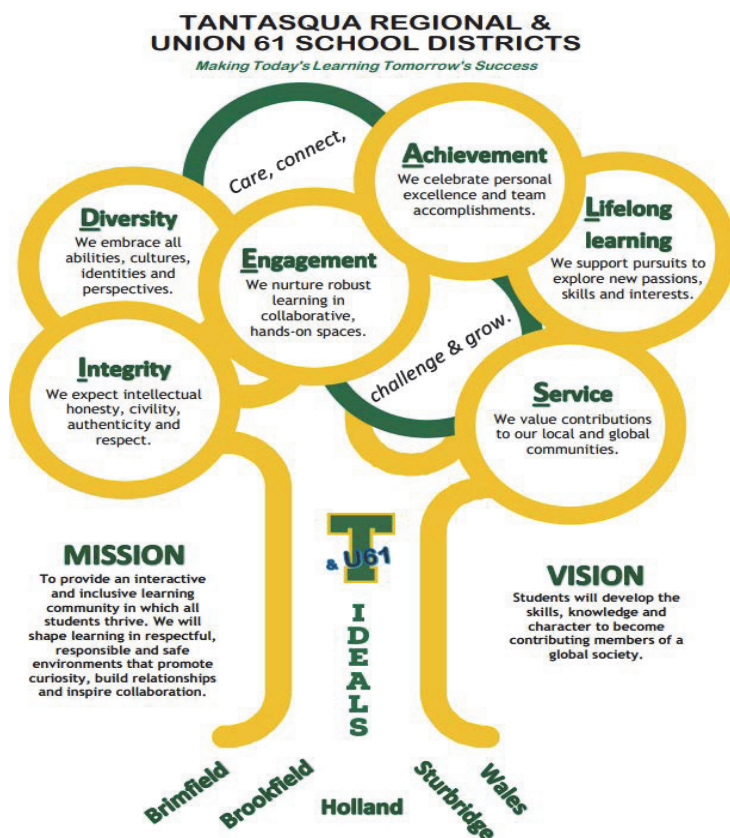 TANTASQUA REGIONAL &
UNION 61 SCHOOL DISTRICTS
Making Today's Learning Tomorrow's Success
Care, connect,
challenge & grow.
Integrity
We expect intellectual
honesty, civility,
authenticity and
respect.
Diversity
We embrace all
abilities, cultures,
identities and
perspectives.
Engagement
We nurture robust
learning in
collaborative,
hands-on spaces.
Achievement
We celebrate personal
excellence and team
accomplishments.
Lifelong
learning
We support pursuits to
explore new passions,
skills and interests.
Service
We value contributions
to our local and global
communities.
MISSION
To provide an interactive
and inclusive learning
community in which all
students thrive. We will
shape learning in respectful,
responsible and safe
environments that promote
curiosity, build relationships
and inspire collaboration.
T
& U61
IDEALS
VISION
Students will develop the
skills, knowledge and
character to become
contributing members of a
global society.
Brimfield
Brookfield
Holland
Sturbridge
Wales